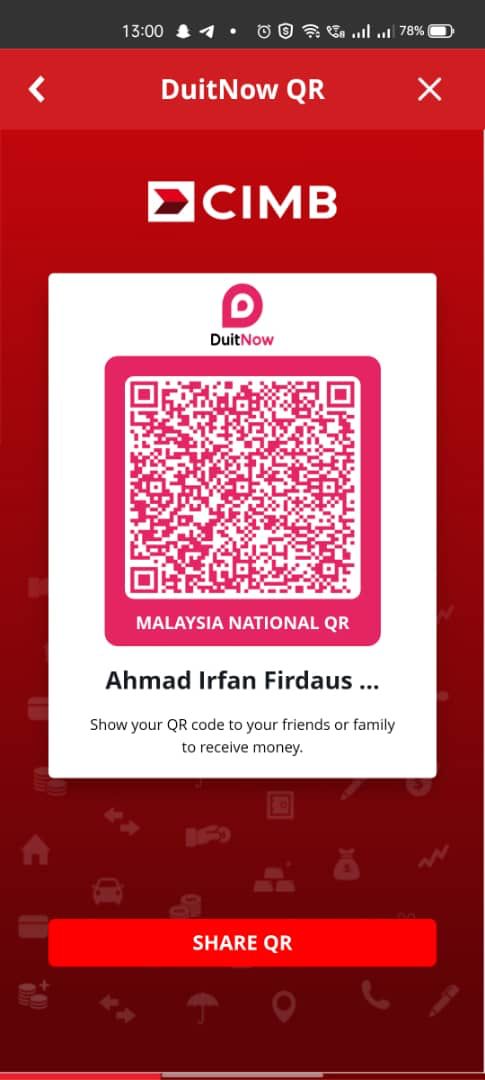 13:00
78%
DuitNow QR
CIMB
DuitNow
MALAYSIA NATIONAL QR
Ahmad Irfan Firdaus ...
Show your QR code to your friends or family
to receive money.
SHARE QR